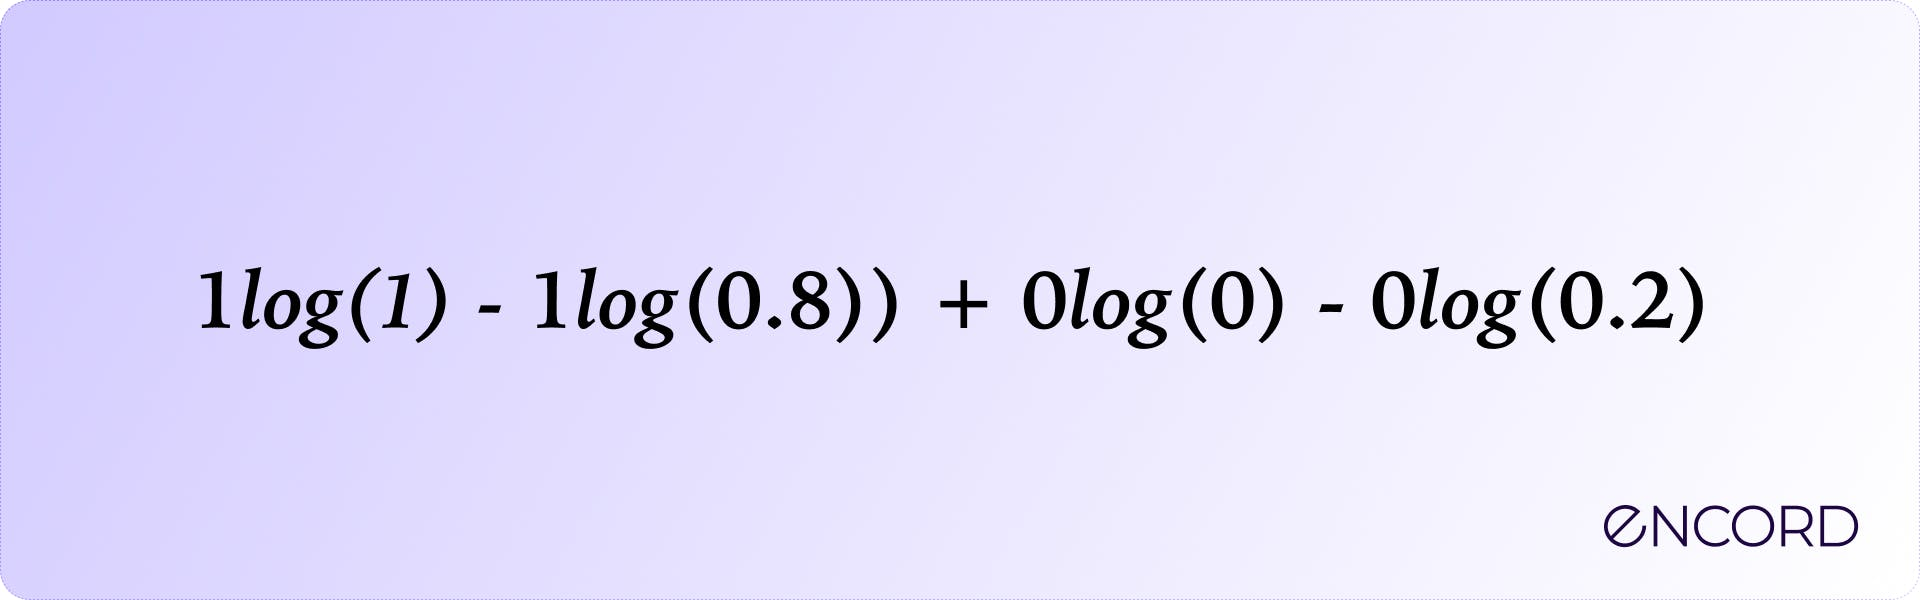 1log(1) - 1log(0.8)) + 0log(0) - 0log(0.2)
eNCORD